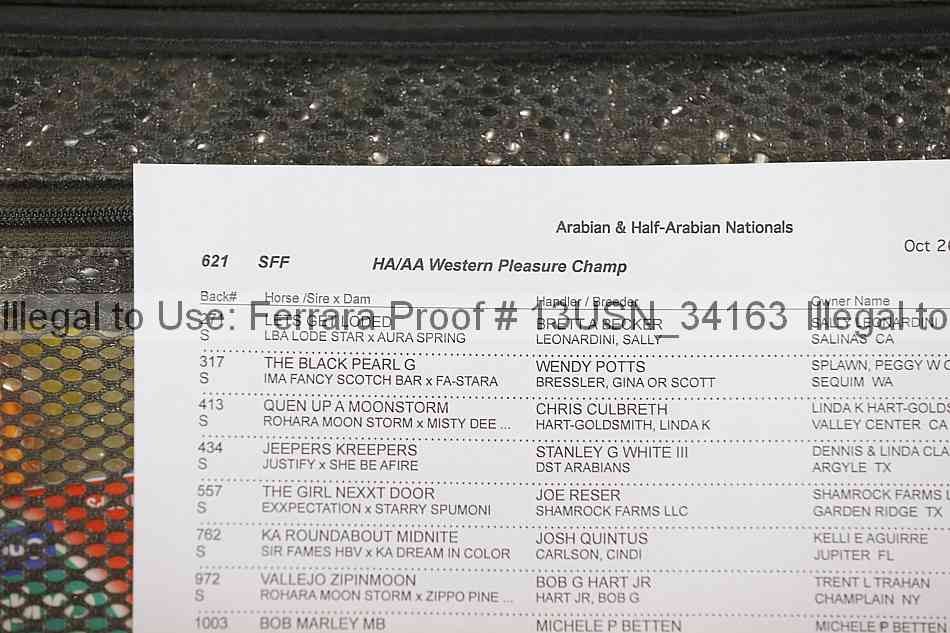 Arabian & Half-Arabian Nationals
Oct 20
621 SFF HA/AA Western Pleasure Champ
Back# Horse /Sire x Dam Handler / Breeder Owner Name
Illegal to Use: Ferrara Proof # 13USN_34163 Illegal to
LETS GET LODED BRETT A BECKER SALLY LEONARDINI
S LBA LODE STAR x AURA SPRING LEONARDINI, SALLY SALINAS CA
317 THE BLACK PEARL G WENDY POTTS SPLAWN, PEGGY W O
S IMA FANCY SCOTCH BAR x FA-STARA BRESSLER, GINA OR SCOTT SEQUIM WA
413 QUEN UP A MOONSTORM CHRIS CULBRETH LINDA K HART-GOLDS
S ROHARA MOON STORM x MISTY DEE ... HART-GOLDSMITH, LINDA K VALLEY CENTER CA
434 JEEPERS KREEPERS STANLEY G WHITE III DENNIS & LINDA CLA
S JUSTIFY x SHE BE AFIRE DST ARABIANS ARGYLE TX
557 THE GIRL NEXXT DOOR JOE RESER SHAMROCK FARMS L
S EXXPECTATION x STARRY SPUMONI SHAMROCK FARMS LLC GARDEN RIDGE TX
762 KA ROUNDABOUT MIDNITE JOSH QUINTUS KELLI E AGUIRRE
S SIR FAMES HBV x KA DREAM IN COLOR CARLSON, CINDI JUPITER FL
972 VALLEJO ZIPINMOON BOB G HART JR TRENT L TRAHAN
S ROHARA MOON STORM x ZIPPO PINE ... HART JR, BOB G CHAMPLAIN NY
1003 BOB MARLEY MB MICHELE P BETTEN MICHELE P BETTEN